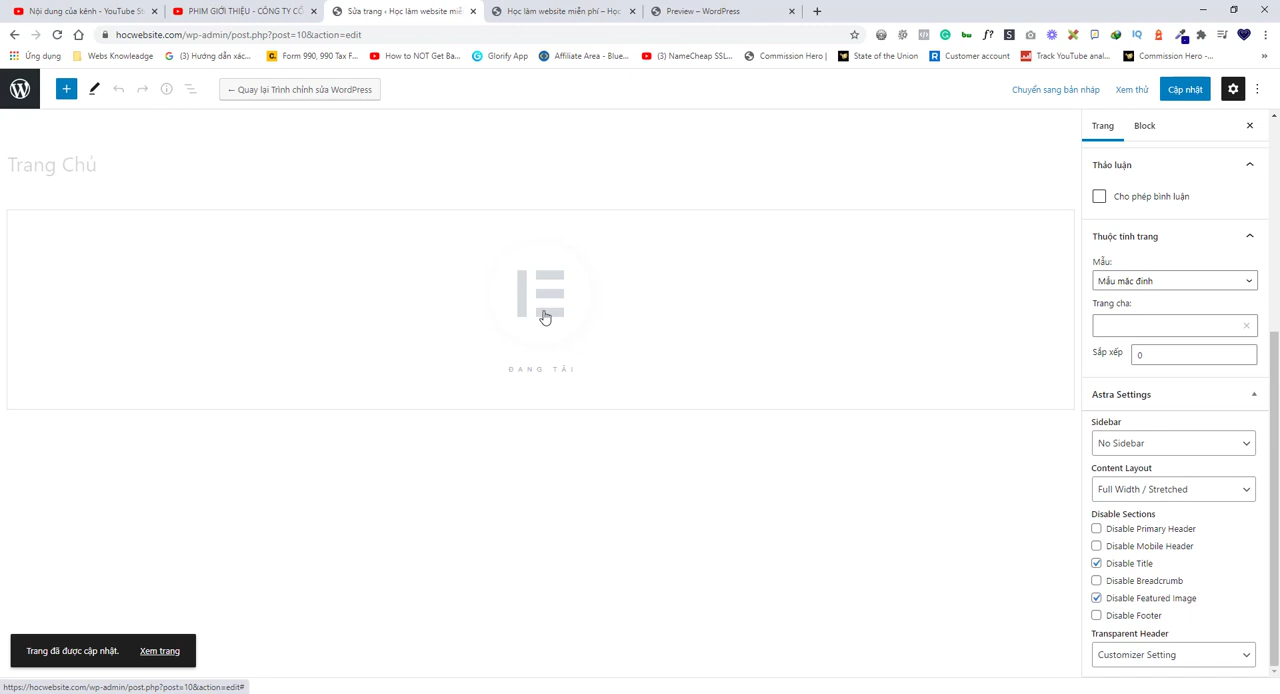 Nội dung của kênh - YouTube St
PHIM GIỚI THIỆU - CÔNG TY CỔ
Sửa trang ‹ Học làm website miễ
Học làm website miễn phí – Học
Preview – WordPress
hocwebsite.com/wp-admin/post.php?post=10&action=edit
Ứng dụng
Webs Knowleadge
(3) Hướng dẫn các...
Form 990, 990 Tax F...
How to NOT Get Ba...
Glorify App
Affiliate Area - Blue...
(3) NameCheap SSL...
Commission Hero |
State of the Union
Customer account
Track YouTube anal...
Commission Hero -...
← Quay lại Trình chỉnh sửa WordPress
Chuyển sang bản nháp
Xem thử
Cập nhật
Trang
Block
Trang Chủ
Thảo luận
Cho phép bình luận
Thuộc tính trang
Mẫu:
Mẫu mặc định
Trang cha:
Sắp xếp
0
ĐANG TẢI
Astra Settings
Sidebar
No Sidebar
Content Layout
Full Width / Stretched
Disable Sections
Disable Primary Header
Disable Mobile Header
Disable Title
Disable Breadcrumb
Disable Featured Image
Disable Footer
Transparent Header
Customizer Setting
Trang đã được cập nhật.
Xem trang
https://hocwebsite.com/wp-admin/post.php?post=10&action=edit#